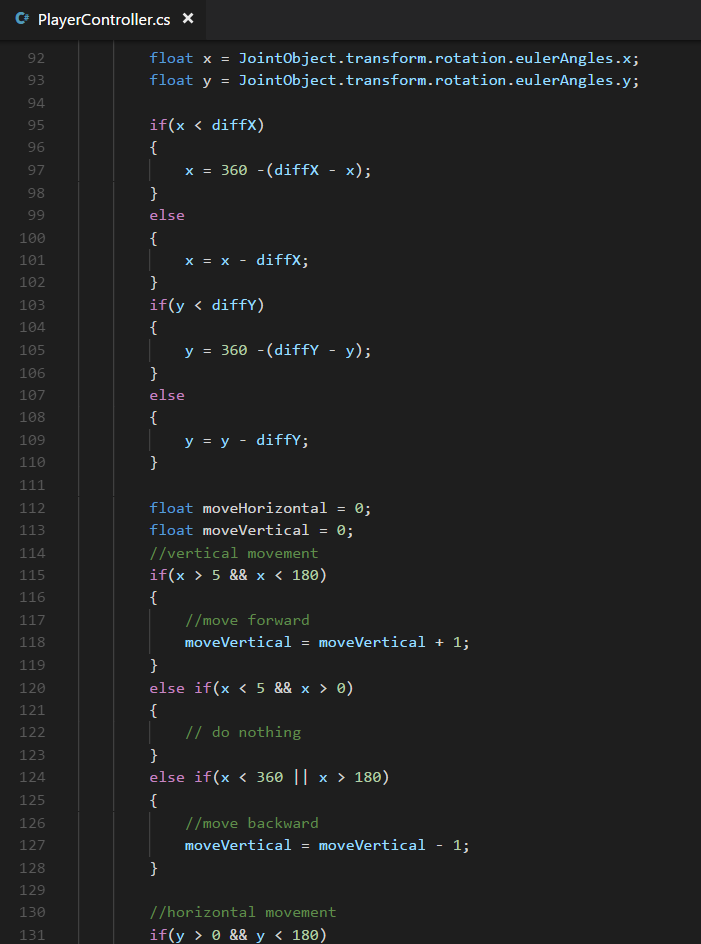 PlayerController.cs ×
92 float x = JointObject.transform.rotation.eulerAngles.x;
93 float y = JointObject.transform.rotation.eulerAngles.y;
94
95 if(x < diffX)
96 {
97 x = 360 -(diffX - x);
98 }
99 else
100 {
101 x = x - diffX;
102 }
103 if(y < diffY)
104 {
105 y = 360 -(diffY - y);
106 }
107 else
108 {
109 y = y - diffY;
110 }
111
112 float moveHorizontal = 0;
113 float moveVertical = 0;
114 //vertical movement
115 if(x > 5 && x < 180)
116 {
117 //move forward
118 moveVertical = moveVertical + 1;
119 }
120 else if(x < 5 && x > 0)
121 {
122 // do nothing
123 }
124 else if(x < 360 || x > 180)
125 {
126 //move backward
127 moveVertical = moveVertical - 1;
128 }
129
130 //horizontal movement
131 if(y > 0 && y < 180)